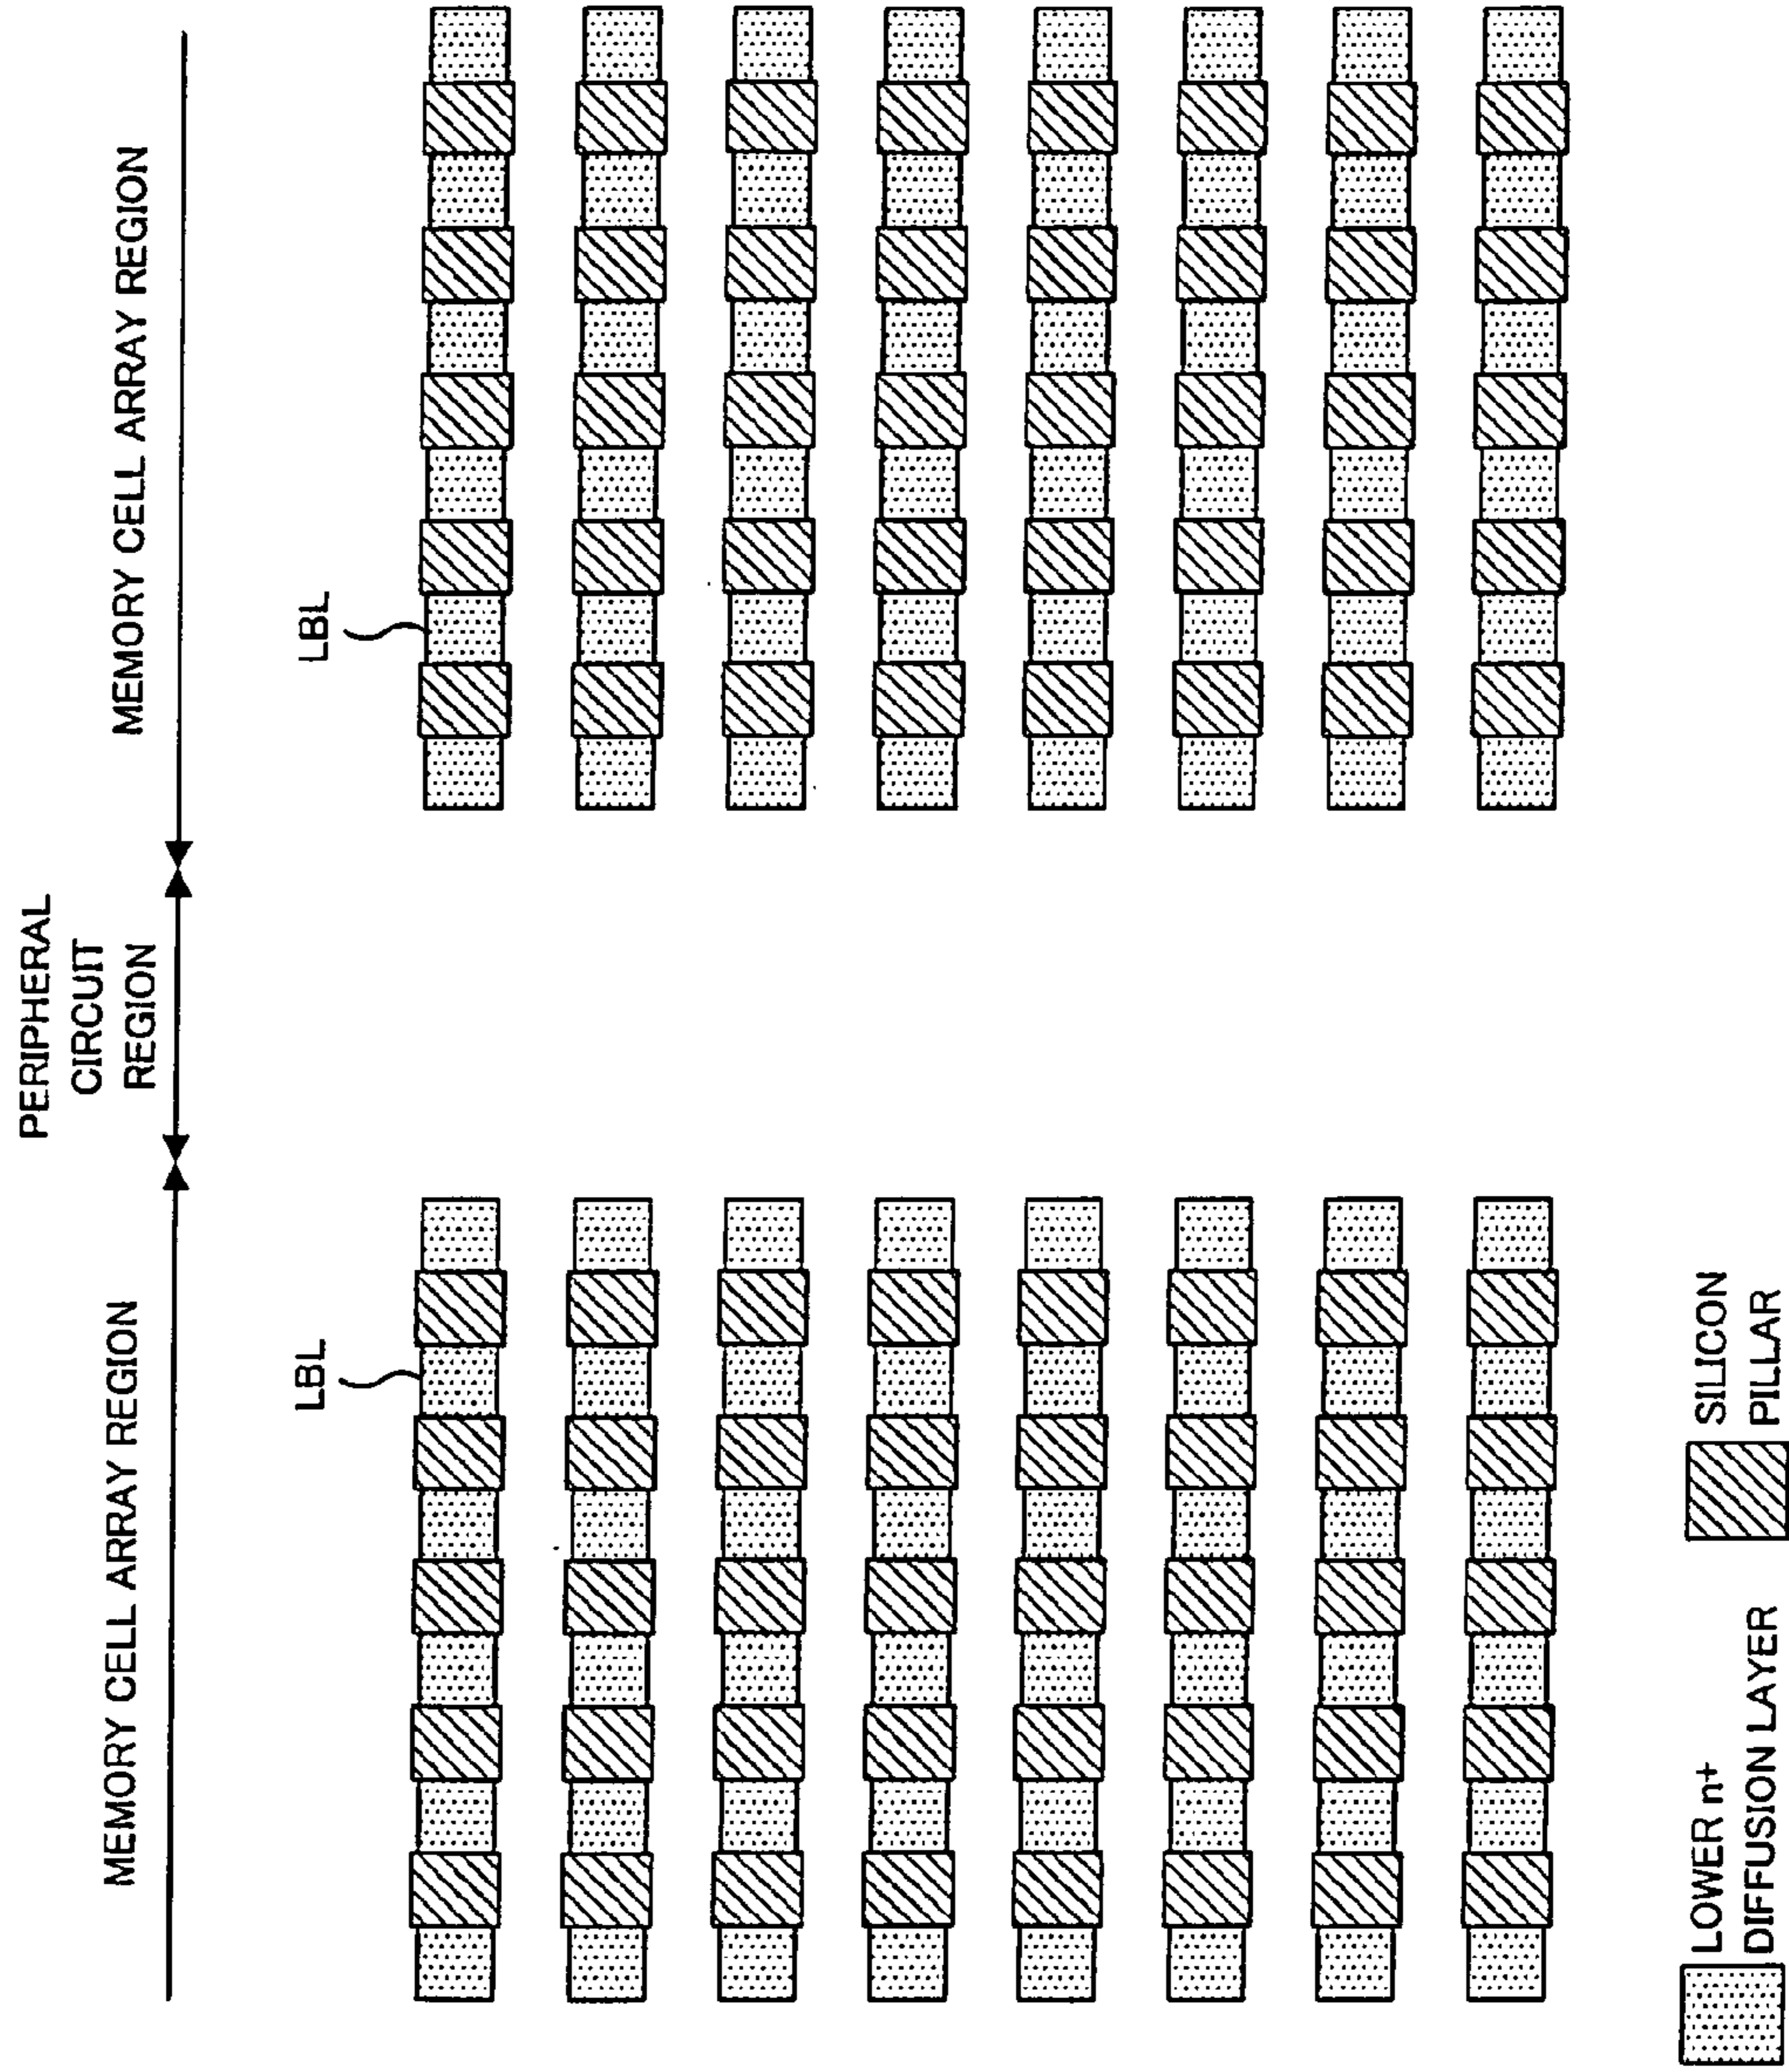 PERIPHERAL
CIRCUIT
REGION
MEMORY CELL ARRAY REGION
MEMORY CELL ARRAY REGION
LBL
LBL
LOWER n+
DIFFUSION LAYER
SILICON
PILLAR